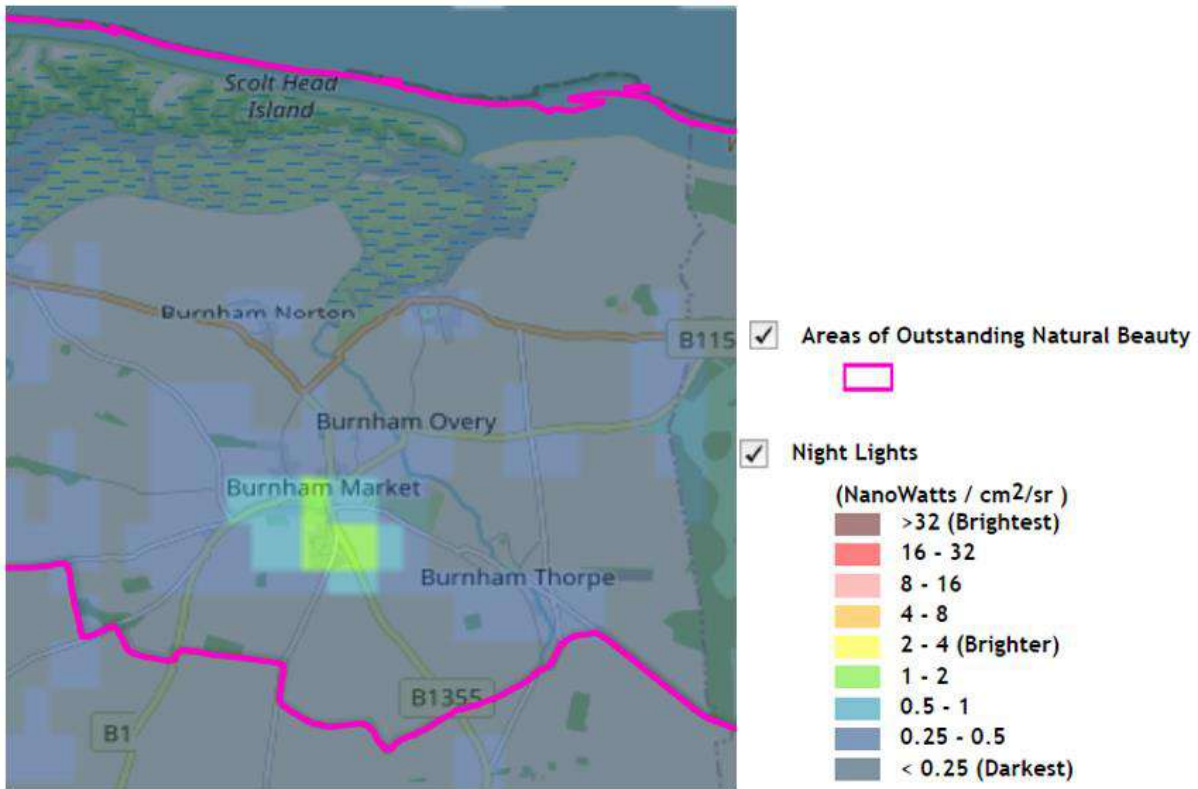 Scolt Head
Island
Burnham Norton
B115
Burnham Overy
Burnham Market
Burnham Thorpe
B1355
B1
Areas of Outstanding Natural Beauty
Night Lights
(NanoWatts / cm2/sr )
>32 (Brightest)
16 - 32
8 - 16
4 - 8
2 - 4 (Brighter)
1 - 2
0.5 - 1
0.25 - 0.5
< 0.25 (Darkest)